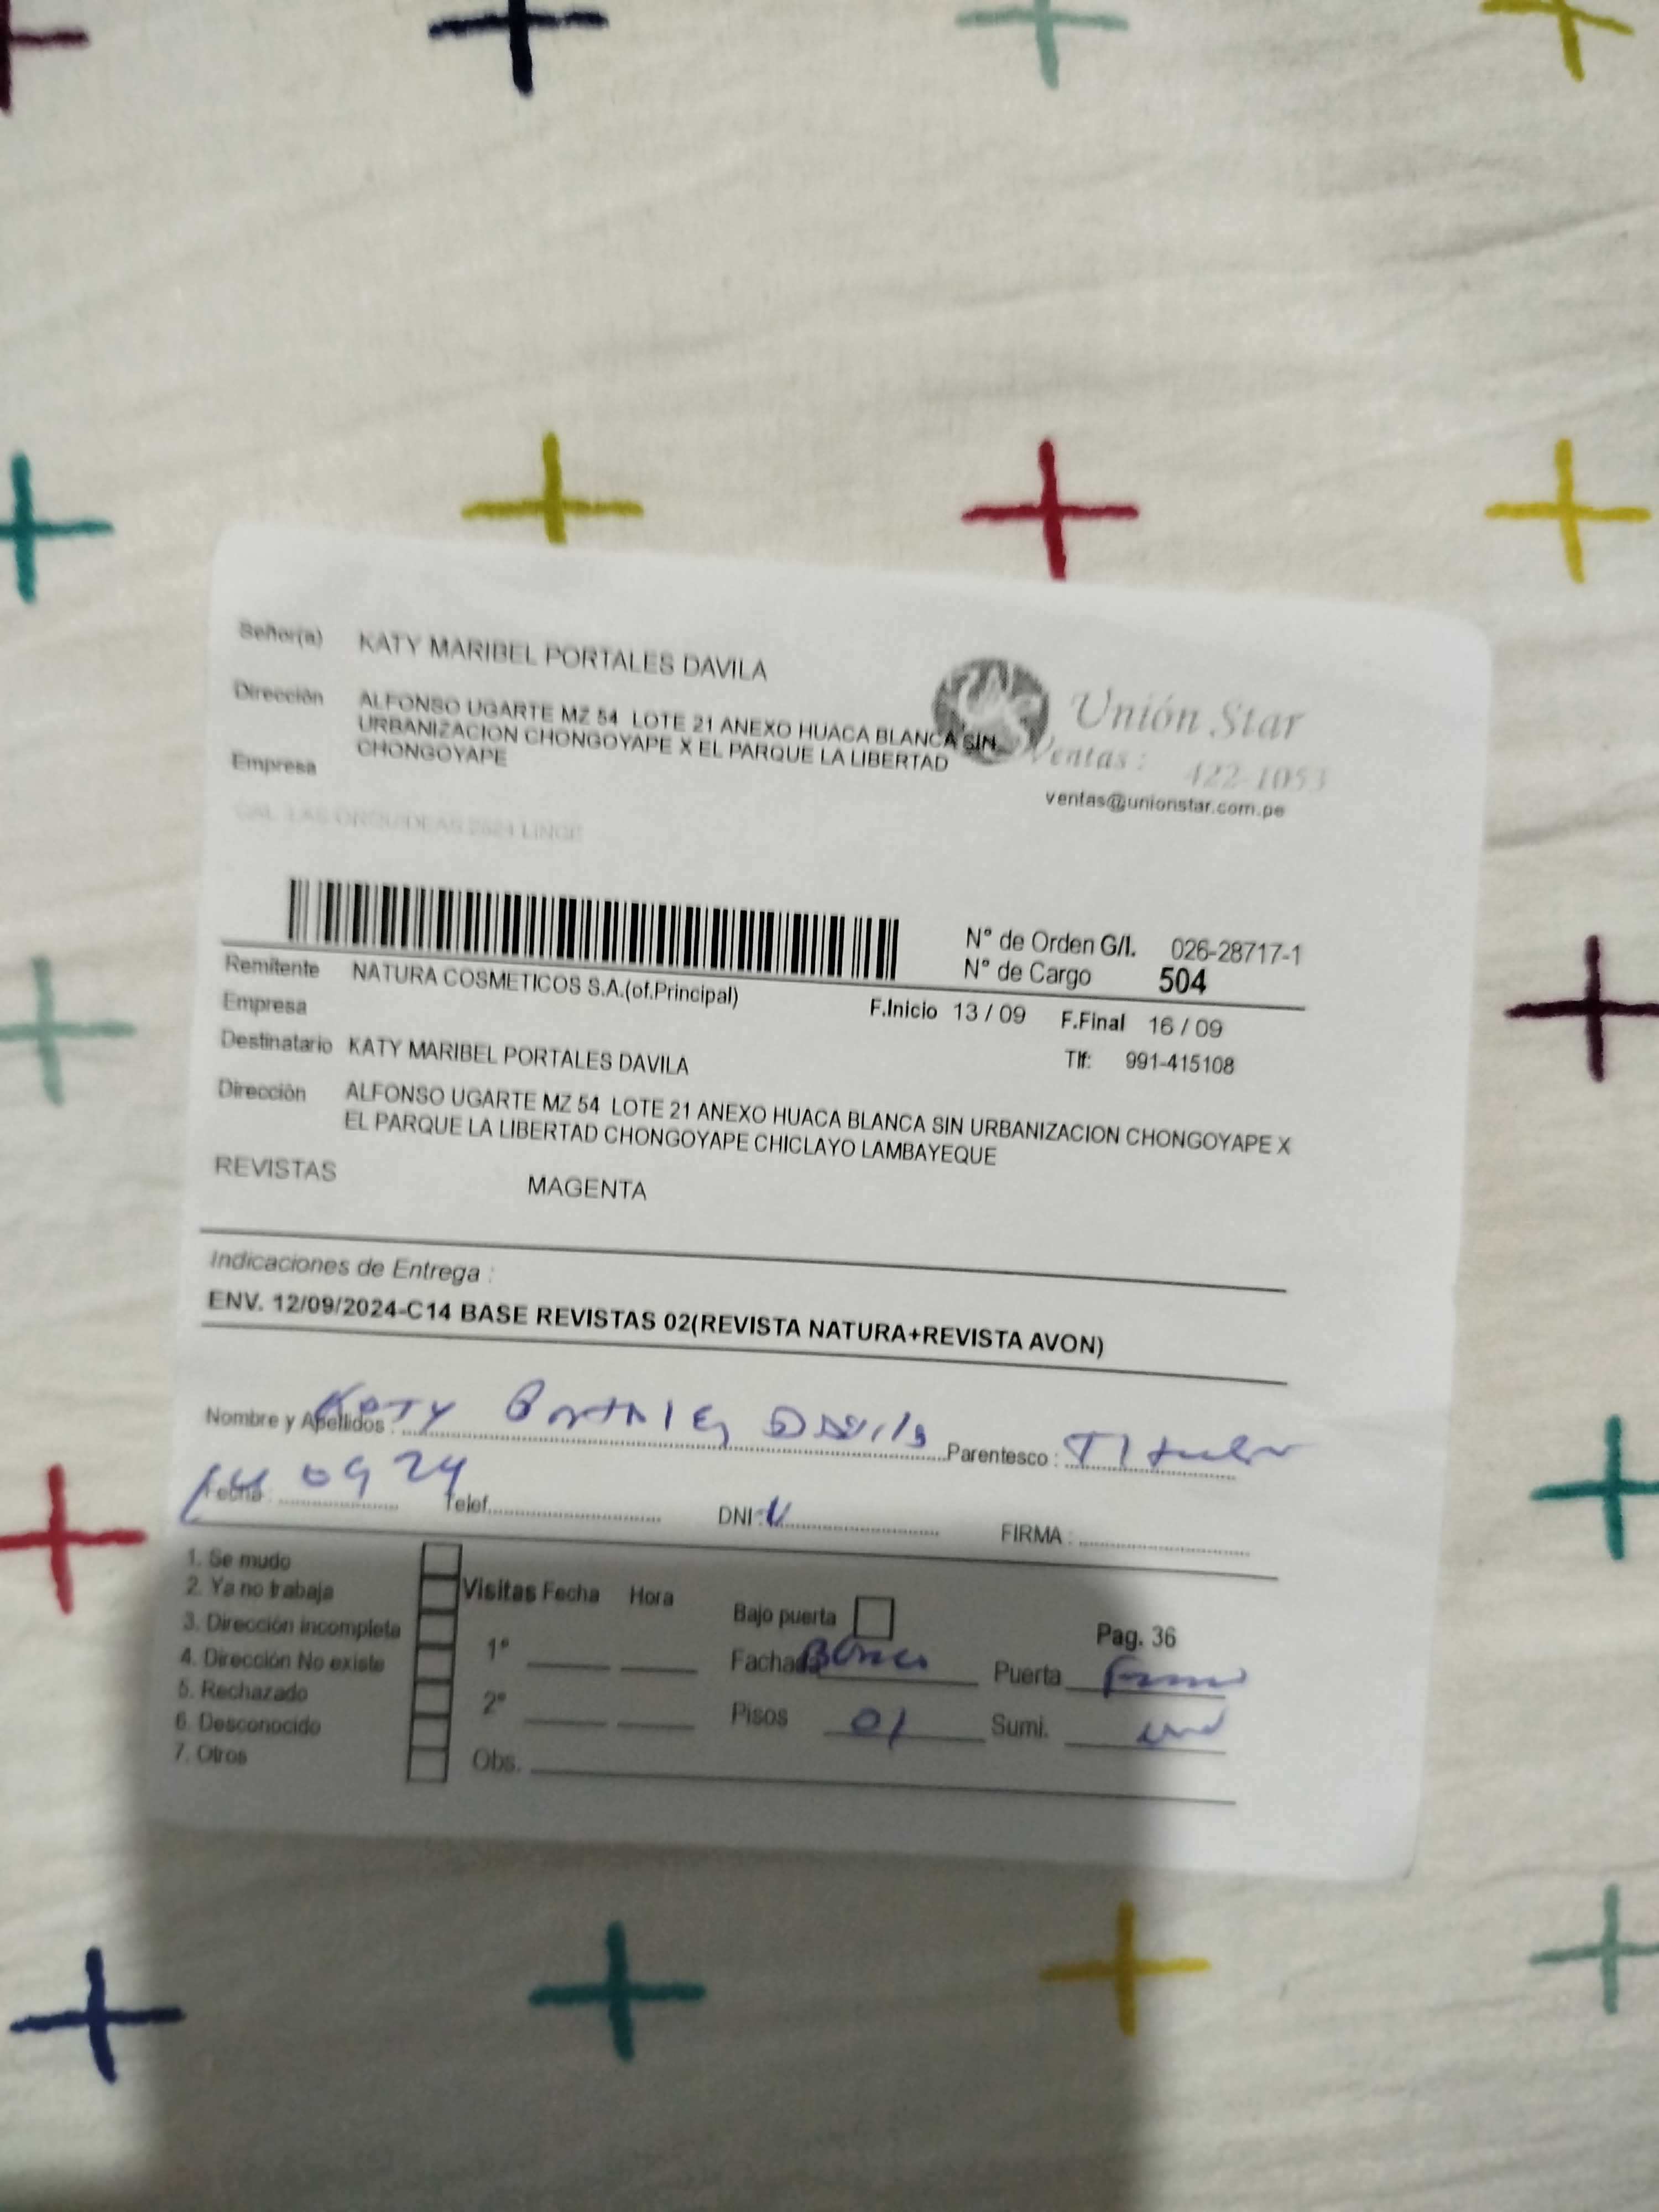 Señor(a) KATY MARIBEL PORTALES DAVILA
Dirección ALFONSO UGARTE MZ 54 LOTE 21 ANEXO HUACA BLANCA SIN
URBANIZACION CHONGOYAPE X EL PARQUE LA LIBERTAD
CHONGOYAPE
Empresa
Unión Star
Ventas: 422-1053
ventas@unionstar.com.pe
CAL. LAS ORQUIDEAS 2624 LINCE
N° de Orden G/I. 026-28717-1
N° de Cargo 504
Remitente NATURA COSMETICOS S.A.(of.Principal)
Empresa F.Inicio 13 / 09 F.Final 16 / 09
Destinatario KATY MARIBEL PORTALES DAVILA Tlf: 991-415108
Dirección ALFONSO UGARTE MZ 54 LOTE 21 ANEXO HUACA BLANCA SIN URBANIZACION CHONGOYAPE X
EL PARQUE LA LIBERTAD CHONGOYAPE CHICLAYO LAMBAYEQUE
REVISTAS MAGENTA
Indicaciones de Entrega :
ENV. 12/09/2024-C14 BASE REVISTAS 02(REVISTA NATURA+REVISTA AVON)
Nombre y Apellidos : Katy Portales Davila Parentesco : Titular
Fecha : 14 09 24 Telef. DNI : FIRMA :
1. Se mudo
2. Ya no trabaja
3. Dirección incompleta
4. Dirección No existe
5. Rechazado
6. Desconocido
7. Otros
Visitas Fecha Hora
1°
2°
Obs.
Bajo puerta Pag. 36
Fachada Blanco Puerta
Pisos 01 Sumi.